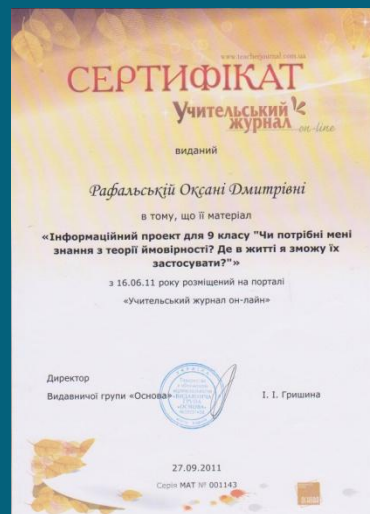 www.teacherjournal.com.ua
СЕРТИФІКАТ
Учительський
журнал on-line
виданий
Рафальській Оксані Дмитрівні
в тому, що її матеріал
«Інформаційний проект для 9 класу "Чи потрібні мені
знання з теорії ймовірності? Де в житті я зможу їх
застосувати?"»
з 16.06.11 року розміщений на порталі
«Учительський журнал он-лайн»
Директор
Видавничої групи «Основа» І. І. Гришина
27.09.2011
Серія МАТ № 001143